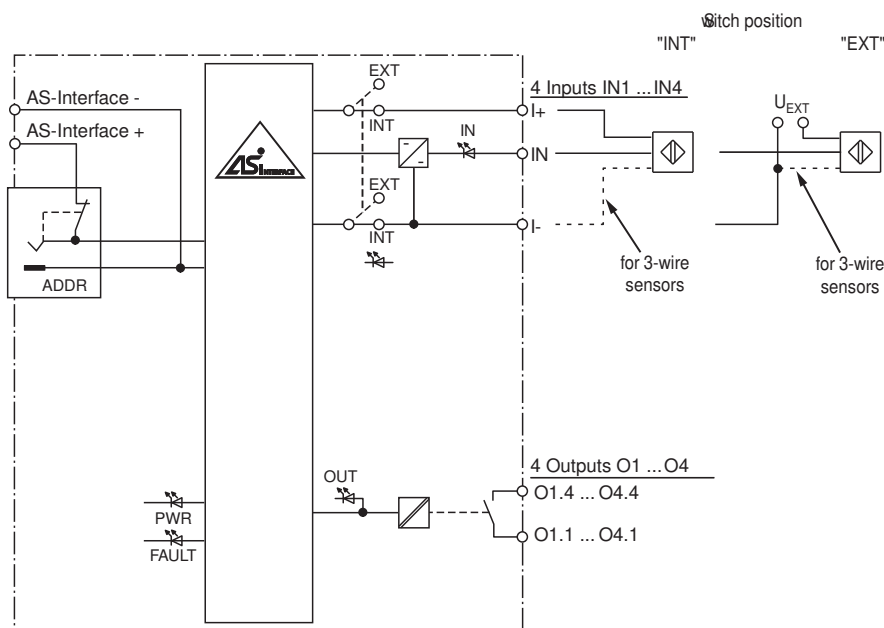 Switch position
"INT"
"EXT"
EXT
4 Inputs IN1 ... IN4
UEXT
AS-Interface -
I+
AS-Interface +
INT
IN
ASi
INTERFACE
IN
EXT
I-
INT
for 3-wire
sensors
for 3-wire
sensors
ADDR
4 Outputs O1 ... O4
OUT
O1.4 ... O4.4
PWR
O1.1 ... O4.1
FAULT